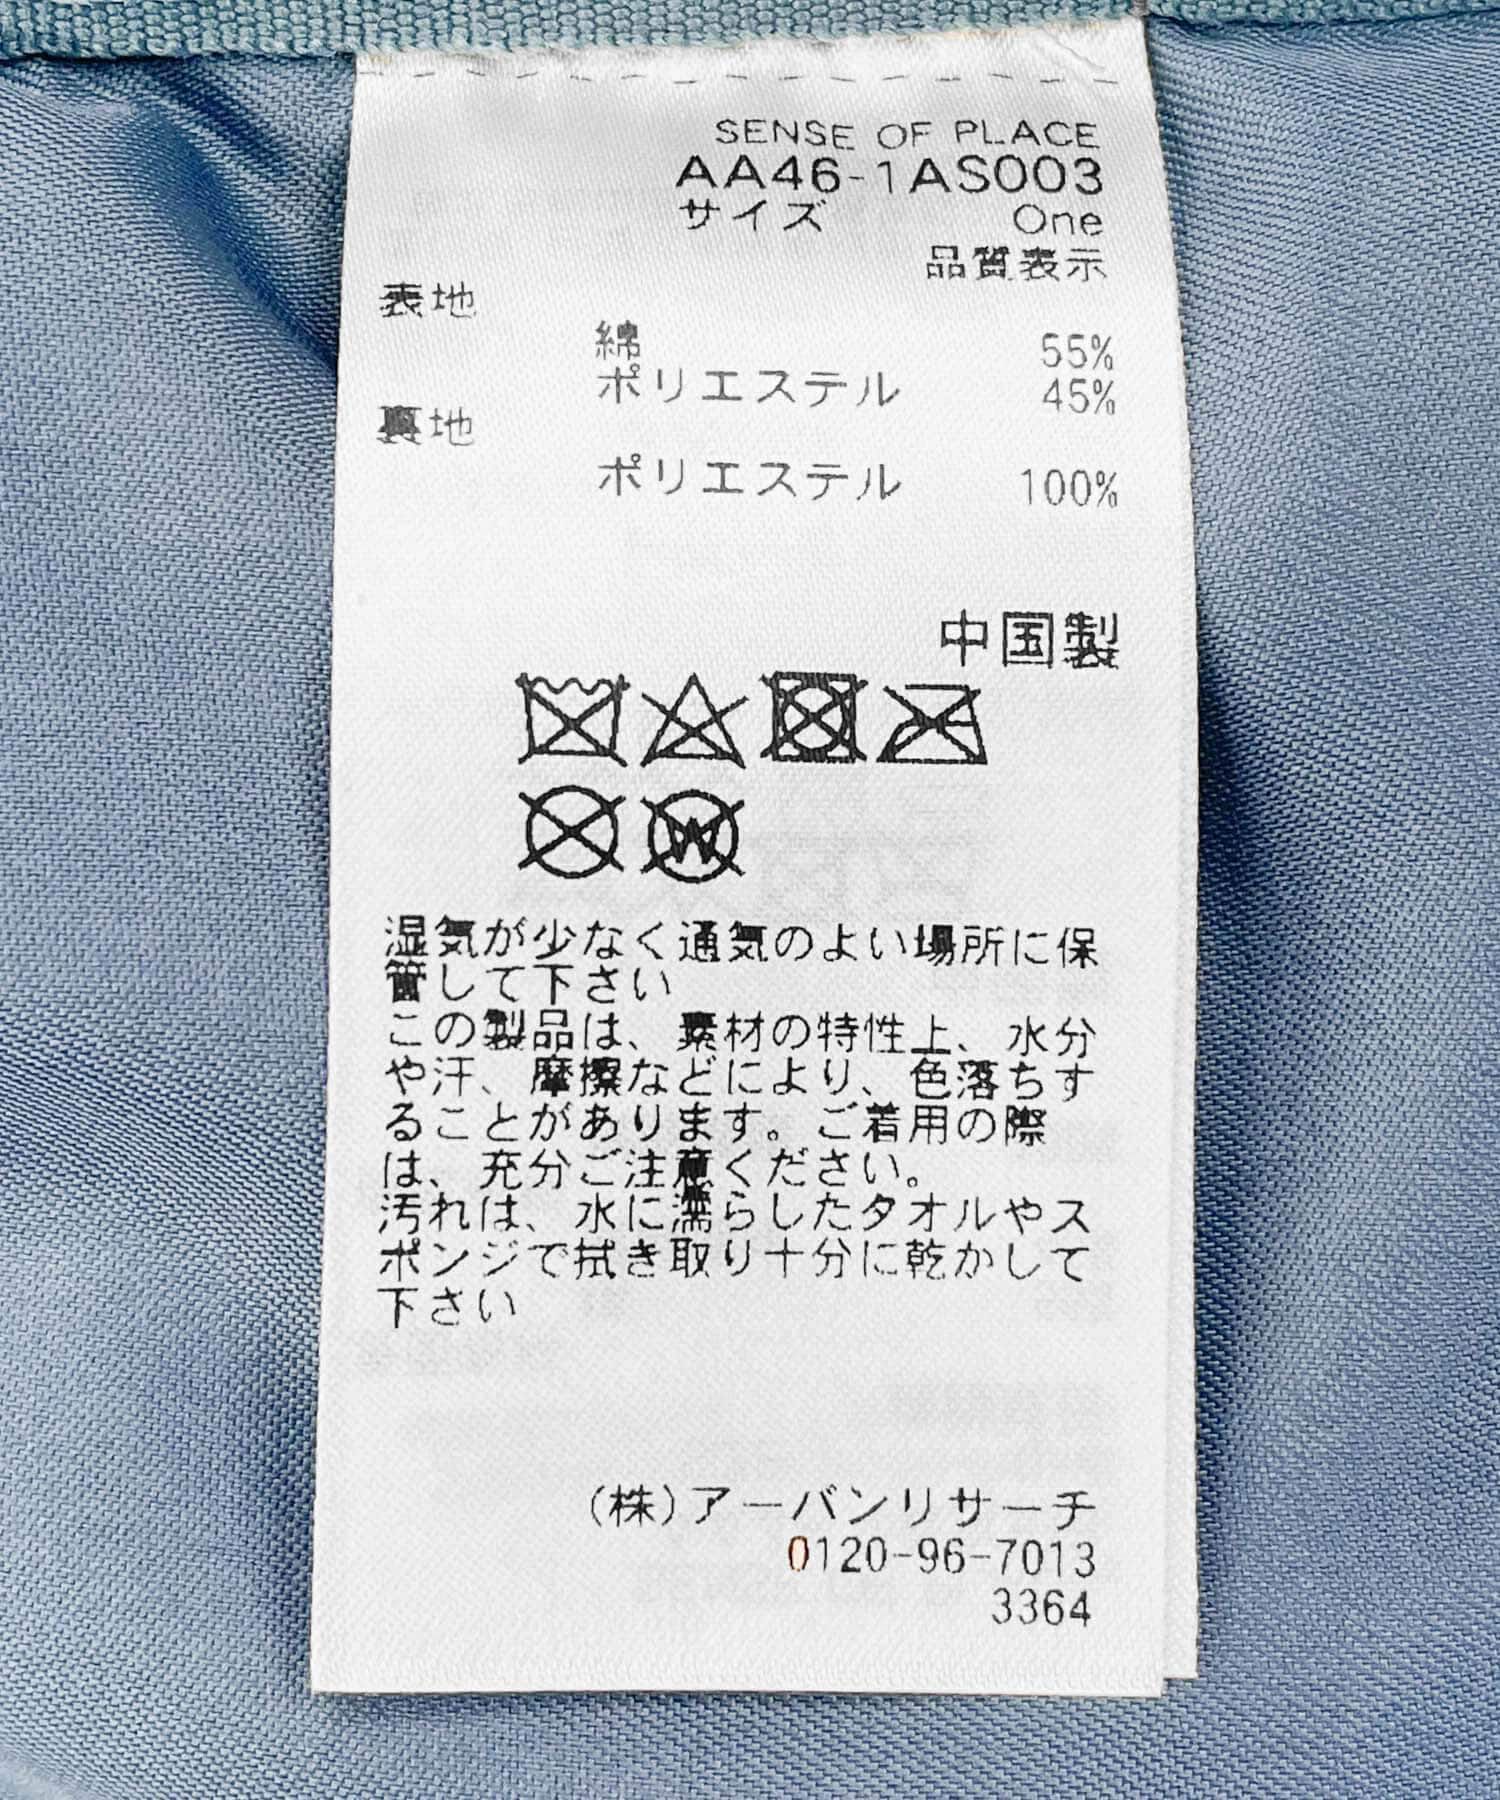 SENSE OF PLACE
AA46-1AS003
サイズ One
品質表示
表地
綿 55%
ポリエステル 45%
裏地
ポリエステル 100%
中国製
湿気が少なく通気のよい場所に保
管して下さい
この製品は、素材の特性上、水分
や汗、摩擦などにより、色落ちす
ることがあります。ご着用の際
は、充分ご注意ください。
汚れは、水に濡らしたタオルやス
ポンジで拭き取り十分に乾かして
下さい
(株)アーバンリサーチ
0120-96-7013
3364